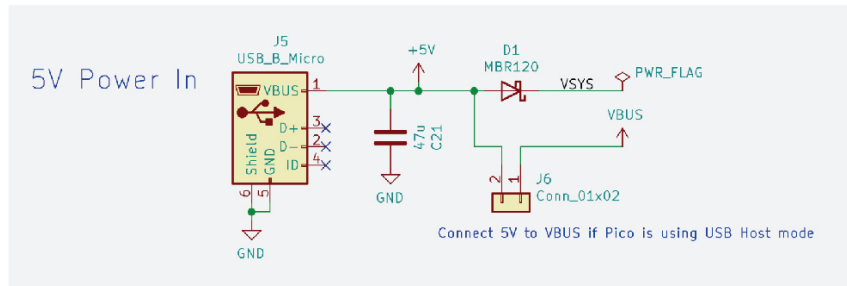 J5
USB_B_Micro
5V Power In
VBUS
1
D+
3
D-
2
ID
4
Shield
GND
6
5
GND
+5V
47u
C21
GND
D1
MBR120
VSYS
PWR_FLAG
VBUS
2
1
J6
Conn_01x02
Connect 5V to VBUS if Pico is using USB Host mode